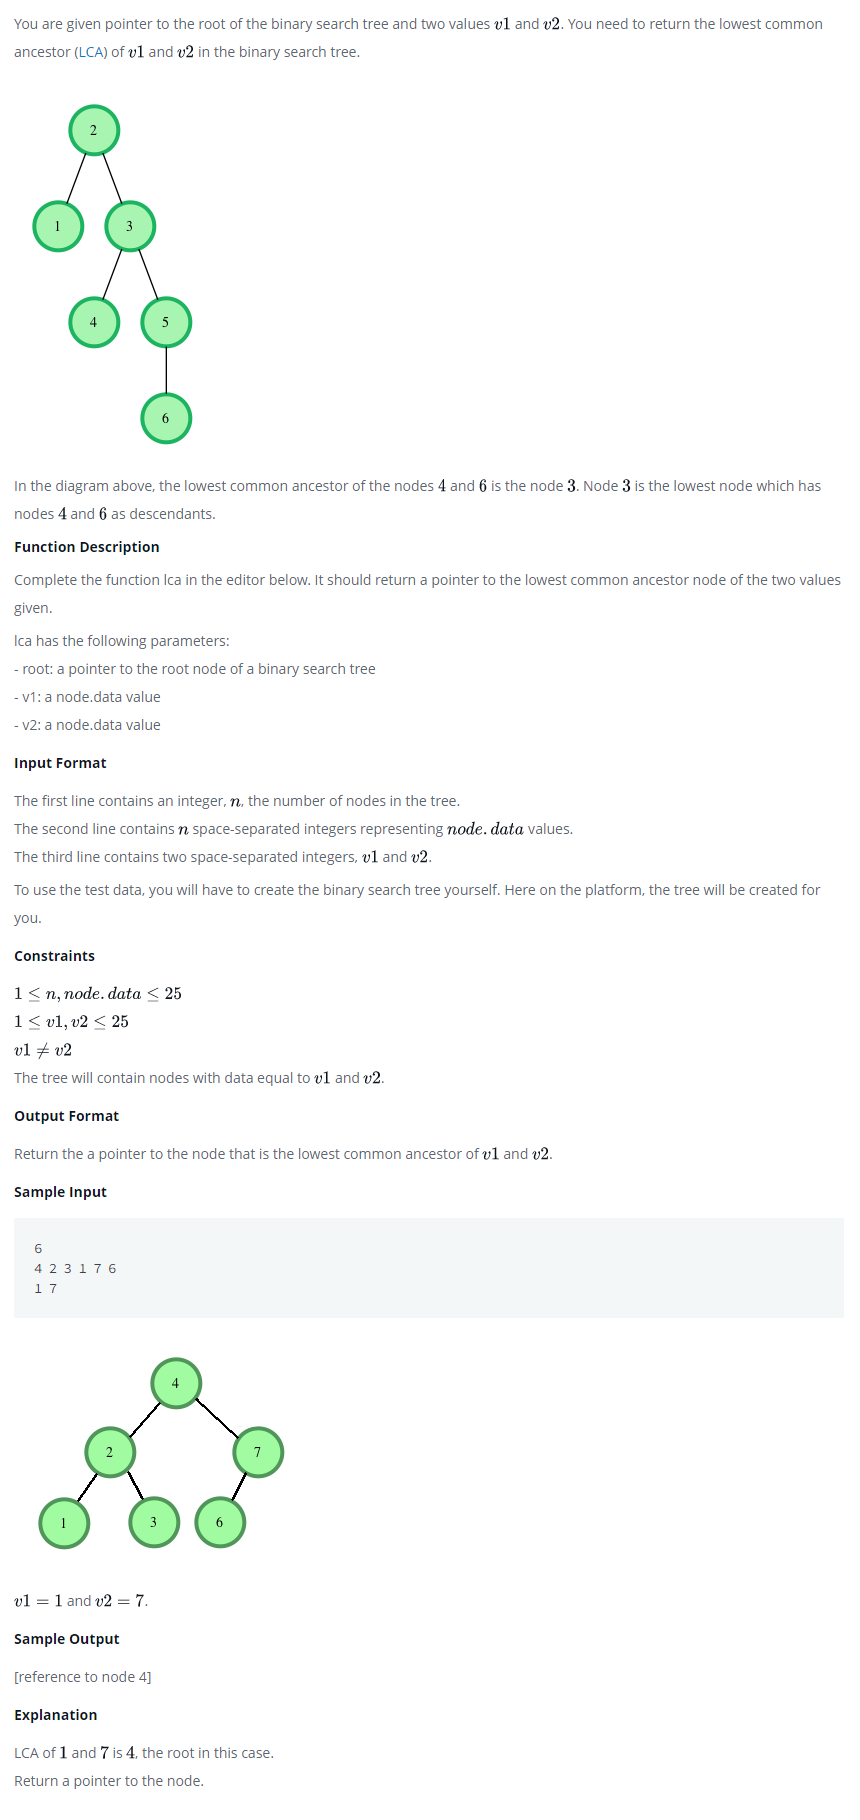 You are given pointer to the root of the binary search tree and two values v1 and v2. You need to return the lowest common
ancestor (LCA) of v1 and v2 in the binary search tree.
2
1
3
4
5
6
In the diagram above, the lowest common ancestor of the nodes 4 and 6 is the node 3. Node 3 is the lowest node which has
nodes 4 and 6 as descendants.
Function Description
Complete the function lca in the editor below. It should return a pointer to the lowest common ancestor node of the two values
given.
lca has the following parameters:
- root: a pointer to the root node of a binary search tree
- v1: a node.data value
- v2: a node.data value
Input Format
The first line contains an integer, n, the number of nodes in the tree.
The second line contains n space-separated integers representing node.data values.
The third line contains two space-separated integers, v1 and v2.
To use the test data, you will have to create the binary search tree yourself. Here on the platform, the tree will be created for
you.
Constraints
1 ≤ n, node.data ≤ 25
1 ≤ v1, v2 ≤ 25
v1 ≠ v2
The tree will contain nodes with data equal to v1 and v2.
Output Format
Return the a pointer to the node that is the lowest common ancestor of v1 and v2.
Sample Input
6
4 2 3 1 7 6
1 7
4
2
7
1
3
6
v1 = 1 and v2 = 7.
Sample Output
[reference to node 4]
Explanation
LCA of 1 and 7 is 4, the root in this case.
Return a pointer to the node.